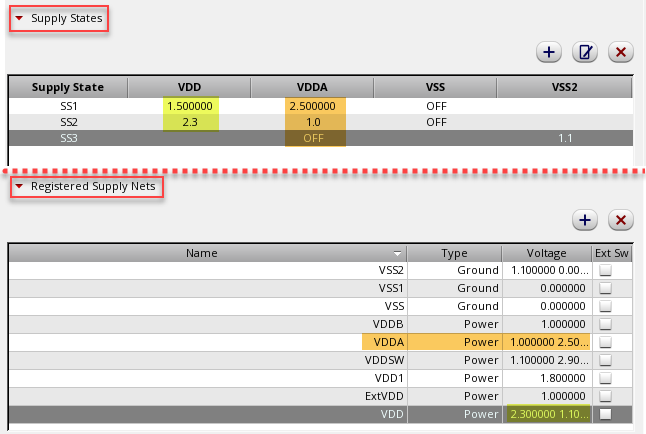 Supply States
Supply State VDD VDDA VSS VSS2
SS1 1.500000 2.500000 OFF
SS2 2.3 1.0 OFF
SS3 OFF 1.1
Registered Supply Nets
Name Type Voltage Ext Sw
VSS2 Ground 1.100000 0.00...
VSS1 Ground 0.000000
VSS Ground 0.000000
VDDB Power 1.000000
VDDA Power 1.000000 2.50...
VDDSW Power 1.100000 2.90...
VDD1 Power 1.800000
ExtVDD Power 1.000000
VDD Power 2.300000 1.10...